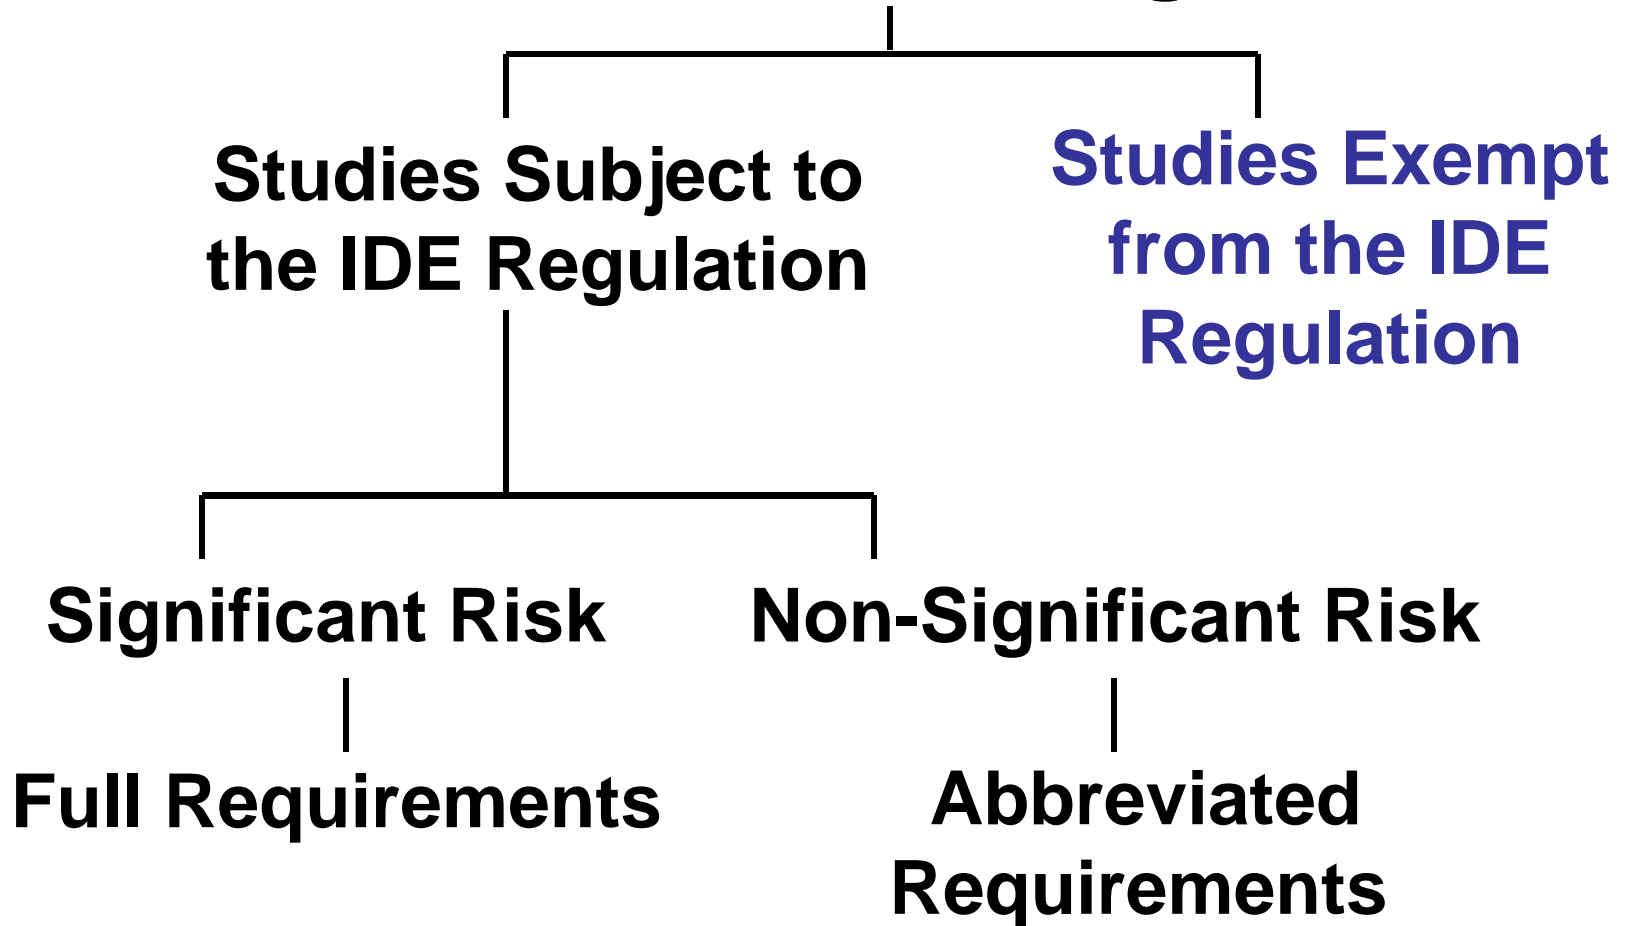 Studies Subject to
the IDE Regulation
Studies Exempt
from the IDE
Regulation
Significant Risk
Non-Significant Risk
Full Requirements
Abbreviated
Requirements